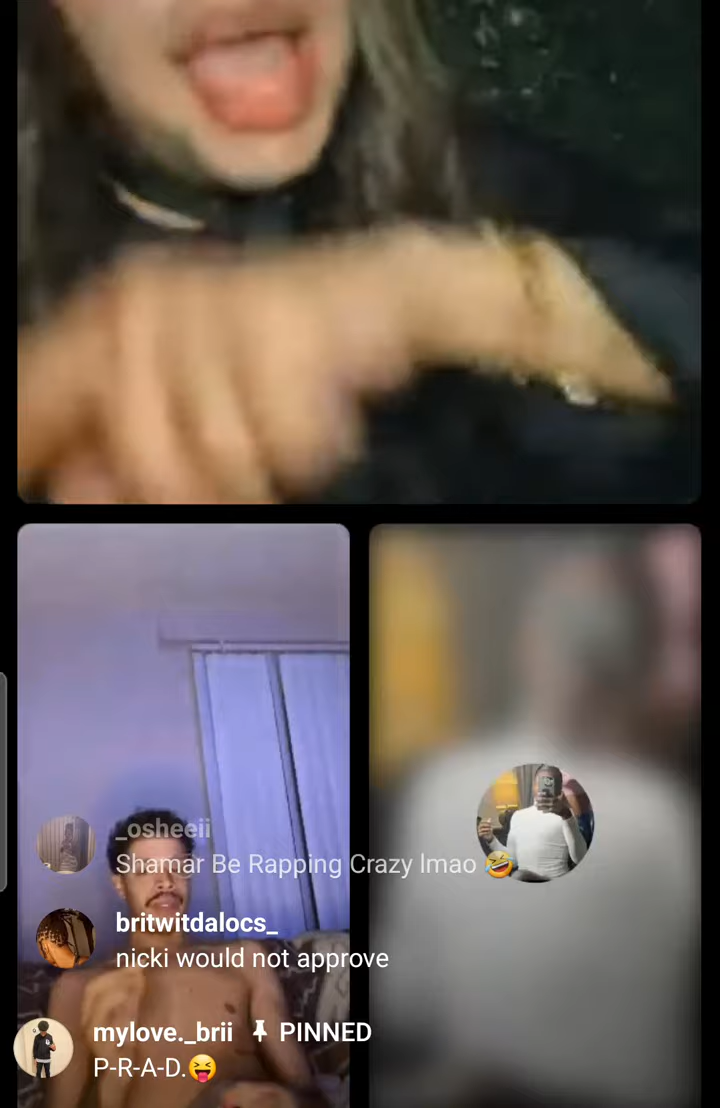 _osheeii
Shamar Be Rapping Crazy lmao 🤣
britwitdalocs_
nicki would not approve
mylove._brii 📌 PINNED
P-R-A-D.😝